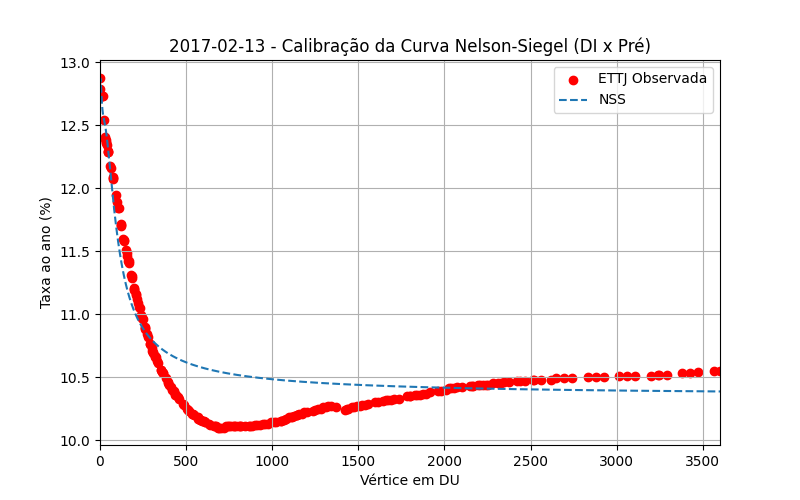 2017-02-13 - Calibração da Curva Nelson-Siegel (DI x Pré)
ETTJ Observada
NSS
Taxa ao ano (%)
13.0
12.5
12.0
11.5
11.0
10.5
10.0
0 500 1000 1500 2000 2500 3000 3500
Vértice em DU